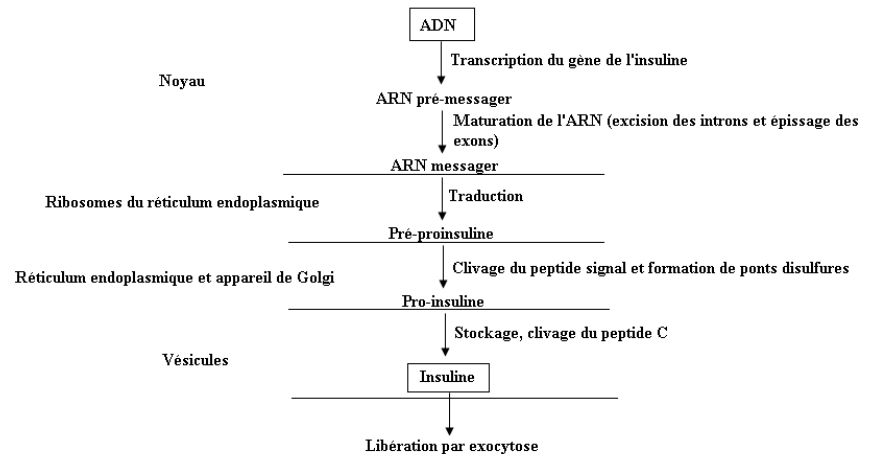 ADN
Transcription du gène de l'insuline
Noyau
ARN pré-messager
Maturation de l'ARN (excision des introns et épissage des
exons)
ARN messager
Traduction
Ribosomes du réticulum endoplasmique
Pré-proinsuline
Clivage du peptide signal et formation de ponts disulfures
Réticulum endoplasmique et appareil de Golgi
Pro-insuline
Stockage, clivage du peptide C
Vésicules
Insuline
Libération par exocytose